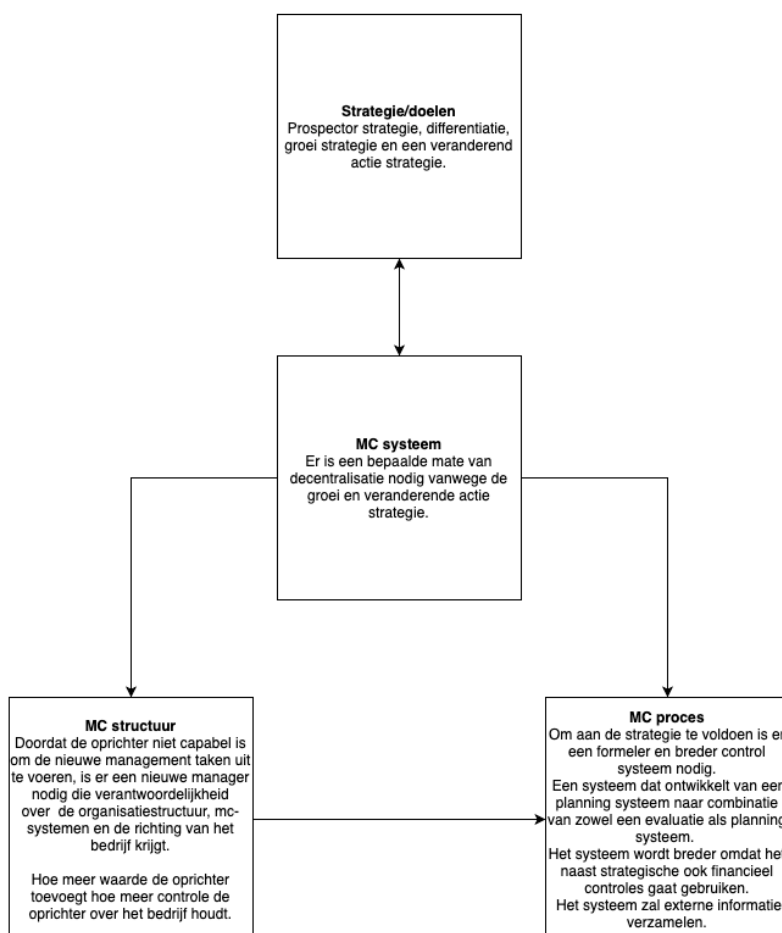 Strategie/doelen
Prospector strategie, differentiatie,
groei strategie en een veranderend
actie strategie.
MC systeem
Er is een bepaalde mate van
decentralisatie nodig vanwege de
groei en veranderende actie
strategie.
MC structuur
Doordat de oprichter niet capabel is
om de nieuwe management taken uit
te voeren, is er een nieuwe manager
nodig die verantwoordelijkheid
over de organisatiestructuur, mc-
systemen en de richting van het
bedrijf krijgt.
Hoe meer waarde de oprichter
toevoegt hoe meer controle de
oprichter over het bedrijf houdt.
MC proces
Om aan de strategie te voldoen is er
een formeler en breder control
systeem nodig.
Een systeem dat ontwikkelt van een
planning systeem naar combinatie
van zowel een evaluatie als planning
systeem.
Het systeem wordt breder omdat het
naast strategische ook financieel
controles gaat gebruiken.
Het systeem zal externe informatie
verzamelen.